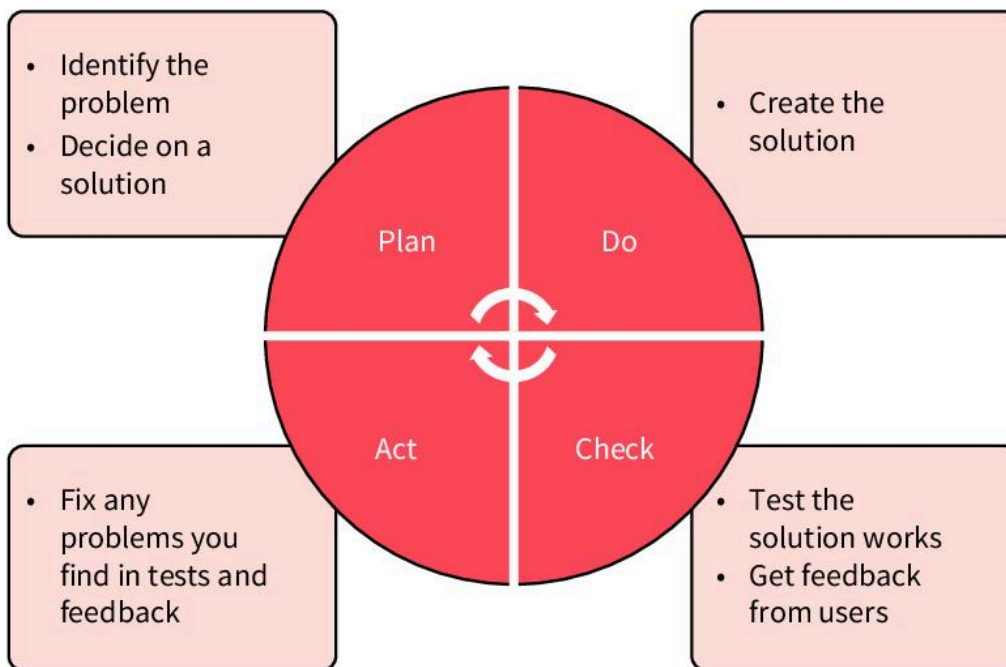 • Identify the
problem
• Decide on a
solution
• Create the
solution
Plan
Do
Act
Check
• Fix any
problems you
find in tests and
feedback
• Test the
solution works
• Get feedback
from users